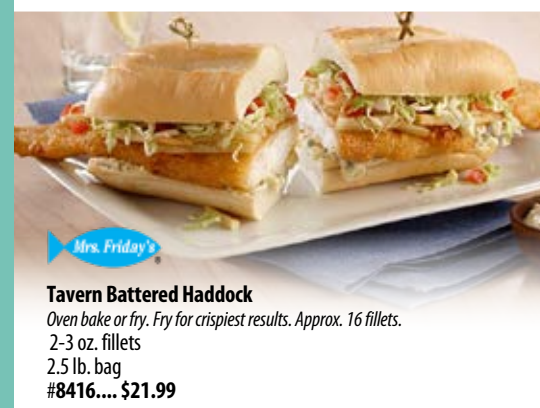 Mrs. Friday's®
Tavern Battered Haddock
Oven bake or fry. Fry for crispiest results. Approx. 16 fillets.
2-3 oz. fillets
2.5 lb. bag
#8416.... $21.99